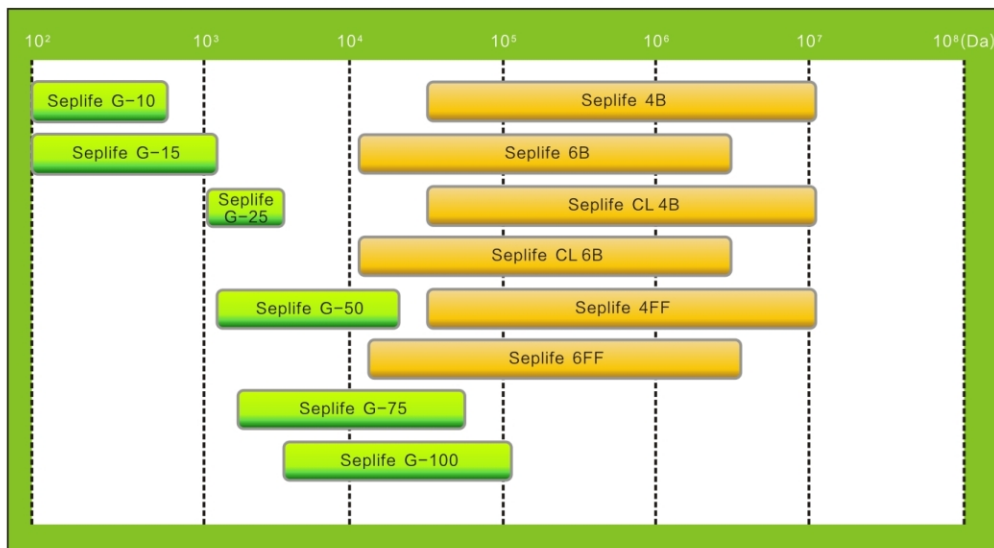 10² 10³ 10⁴ 10⁵ 10⁶ 10⁷ 10⁸(Da)
Seplife G-10 Seplife 4B
Seplife G-15 Seplife 6B
Seplife
G-25
Seplife CL 4B
Seplife CL 6B
Seplife G-50 Seplife 4FF
Seplife 6FF
Seplife G-75
Seplife G-100